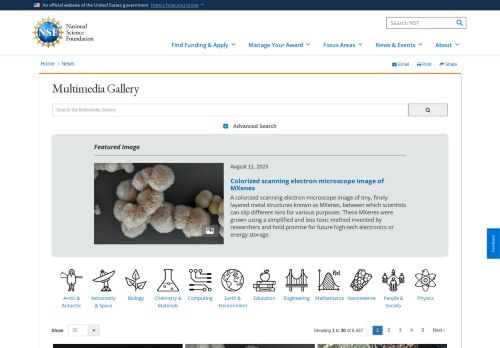 An official website of the United States government Here's how you know
NSF
National
Science
Foundation
Search NSF
Find Funding & Apply
Manage Your Award
Focus Areas
News & Events
About
Home
News
Email
Print
Share
Multimedia Gallery
Search the Multimedia Gallery
Advanced Search
Featured Image
August 11, 2023
Colorized scanning electron microscope image of
MXenes
A colorized scanning electron microscope image of tiny, finely
layered metal structures known as MXenes, between which scientists
can slip different ions for various purposes. These MXenes were
grown using a simplified and less toxic method invented by
researchers and hold promise for future high-tech electronics or
energy storage.
f(x)
Arctic &
Antarctic
Astronomy
& Space
Biology
Chemistry &
Materials
Computing
Earth &
Environment
Education
Engineering
Mathematics
Nanoscience
People &
Society
Physics
Show
30
Showing 1 to 30 of 6,437
1
2
3
4
5
Next ›
Feedback